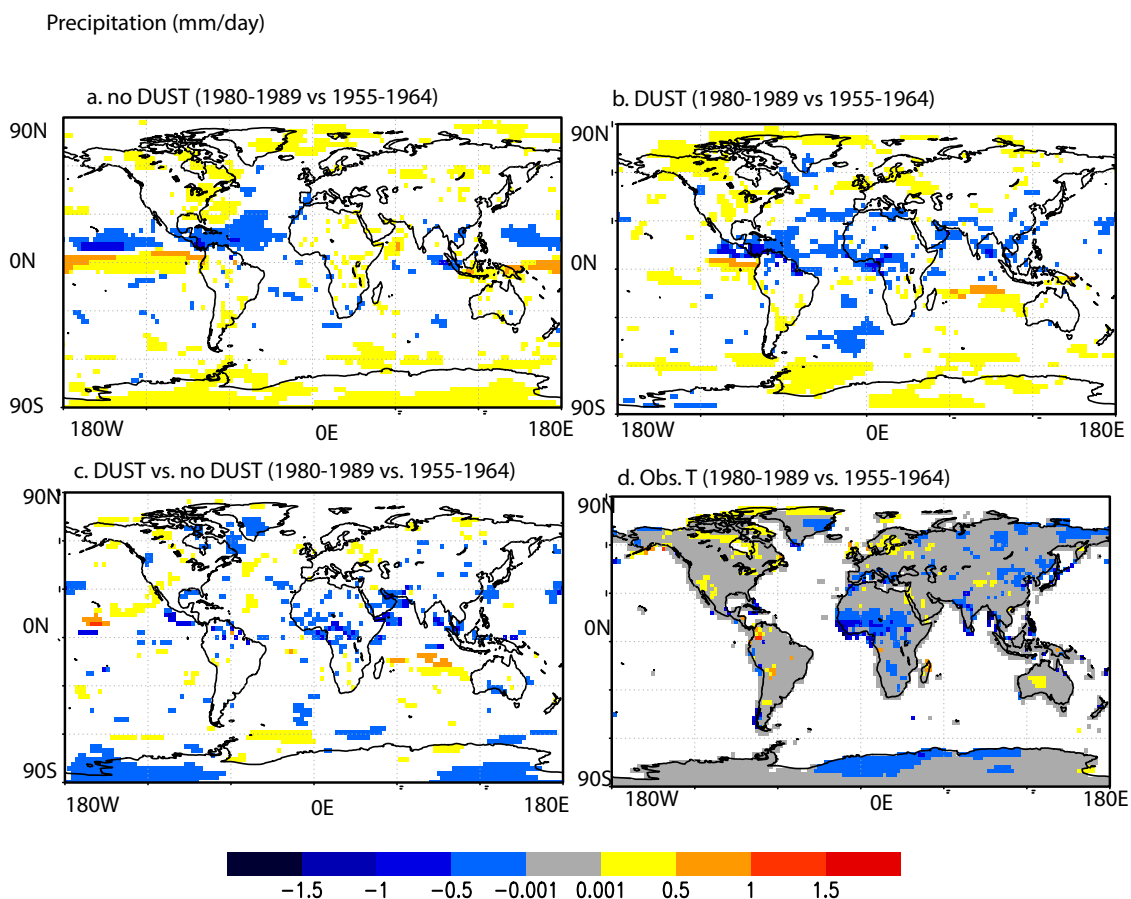 Precipitation (mm/day)
a. no DUST (1980-1989 vs 1955-1964)
b. DUST (1980-1989 vs 1955-1964)
90N
0N
90S
180W
0E
180E
90N
0N
90S
180W
0E
180E
c. DUST vs. no DUST (1980-1989 vs. 1955-1964)
d. Obs. T (1980-1989 vs. 1955-1964)
90N
0N
90S
180W
0E
180E
90N
0N
90S
180W
0E
180E
−1.5 −1 −0.5 −0.001 0.001 0.5 1 1.5